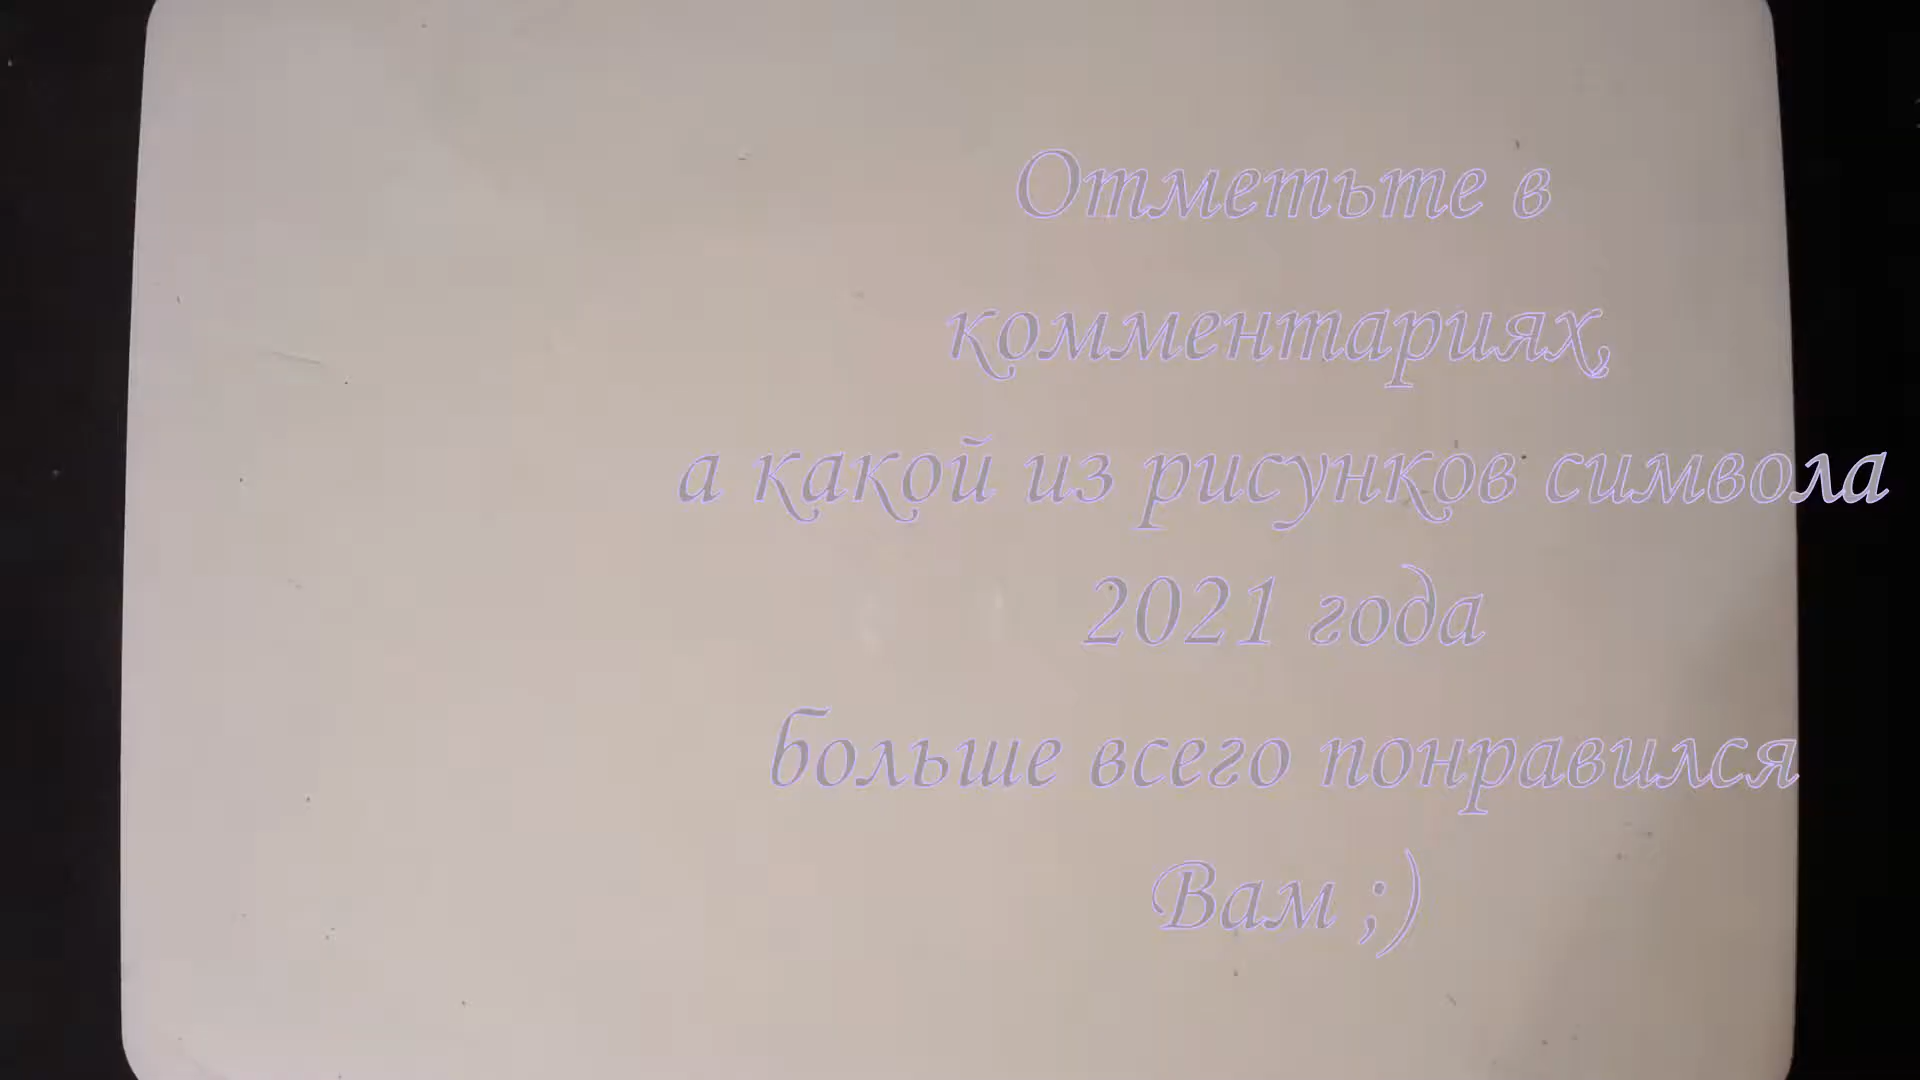 Отметьте в
комментариях,
а какой из рисунков символа
2021 года
больше всего понравился
Вам ;)